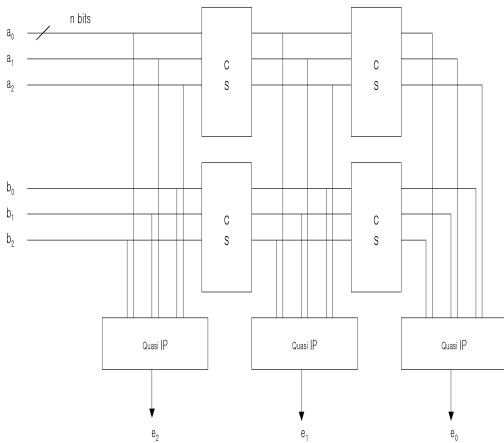 n bits
a₀
a₁
a₂
C
S
C
S
b₀
b₁
b₂
C
S
C
S
Quasi IP
Quasi IP
Quasi IP
e₂
e₁
e₀